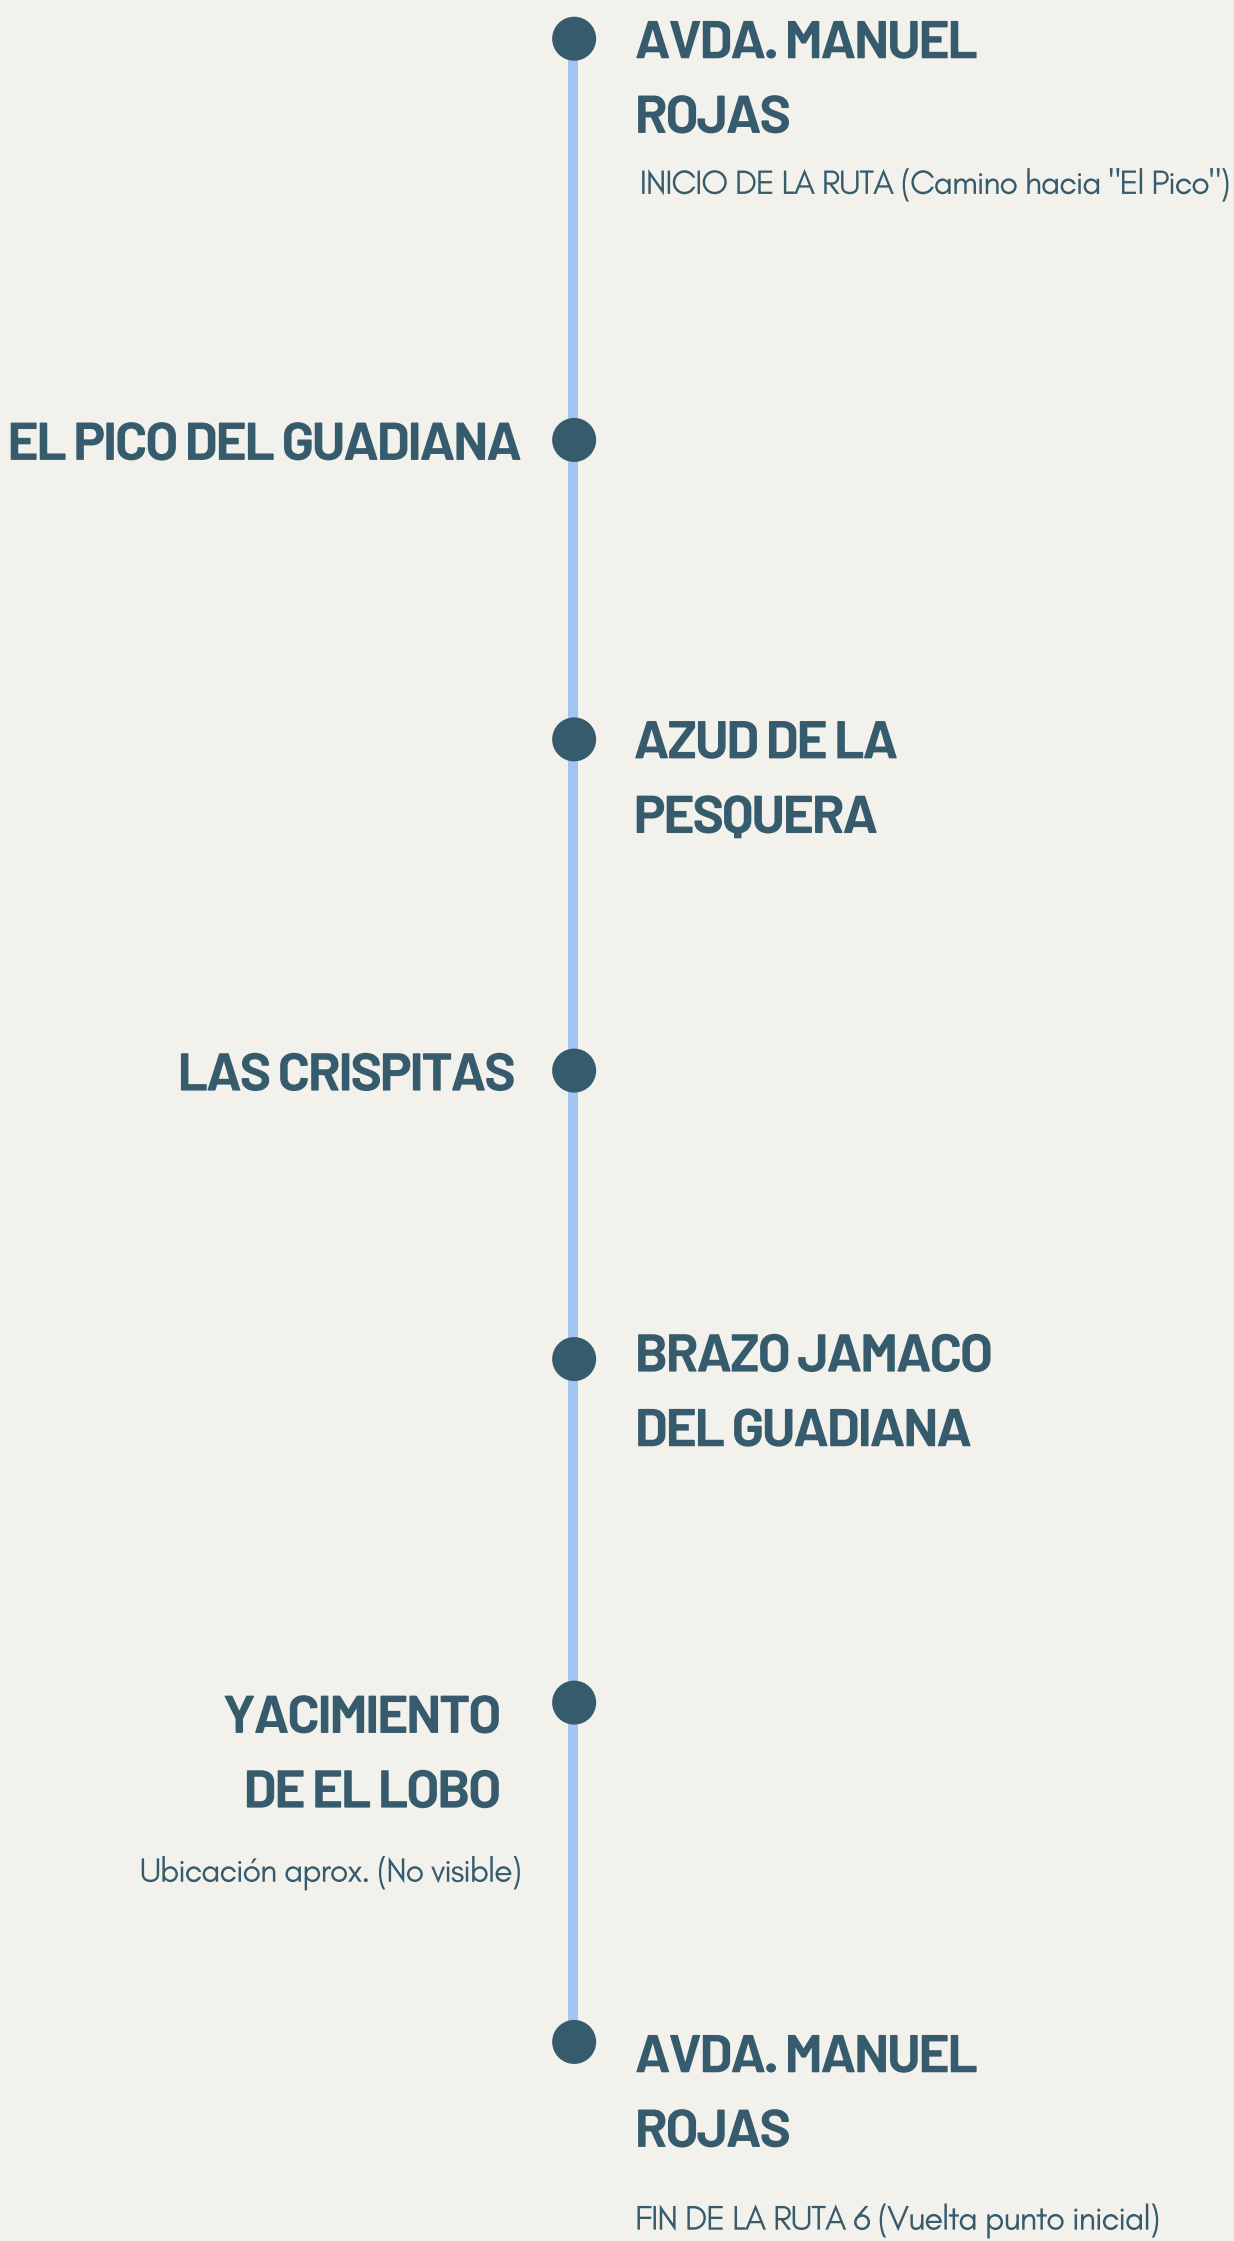 AVDA. MANUEL
ROJAS
INICIO DE LA RUTA (Camino hacia "El Pico")
EL PICO DEL GUADIANA
AZUD DE LA
PESQUERA
LAS CRISPITAS
BRAZO JAMACO
DEL GUADIANA
YACIMIENTO
DE EL LOBO
Ubicación aprox. (No visible)
AVDA. MANUEL
ROJAS
FIN DE LA RUTA 6 (Vuelta punto inicial)